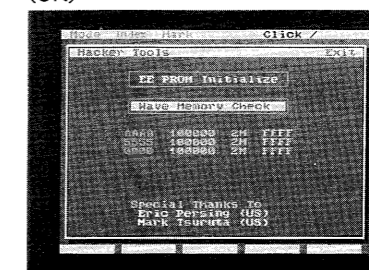 (OK)
Mode Index Mark Click /
Hacker Tools Exit
EE PROM Initialize
Wave Memory Check
AAAA 100000 2M FFFF
5555 100000 2M FFFF
100000 2M FFFF
Special Thanks To
Eric Persing (US)
Mark Tsuruta (US)